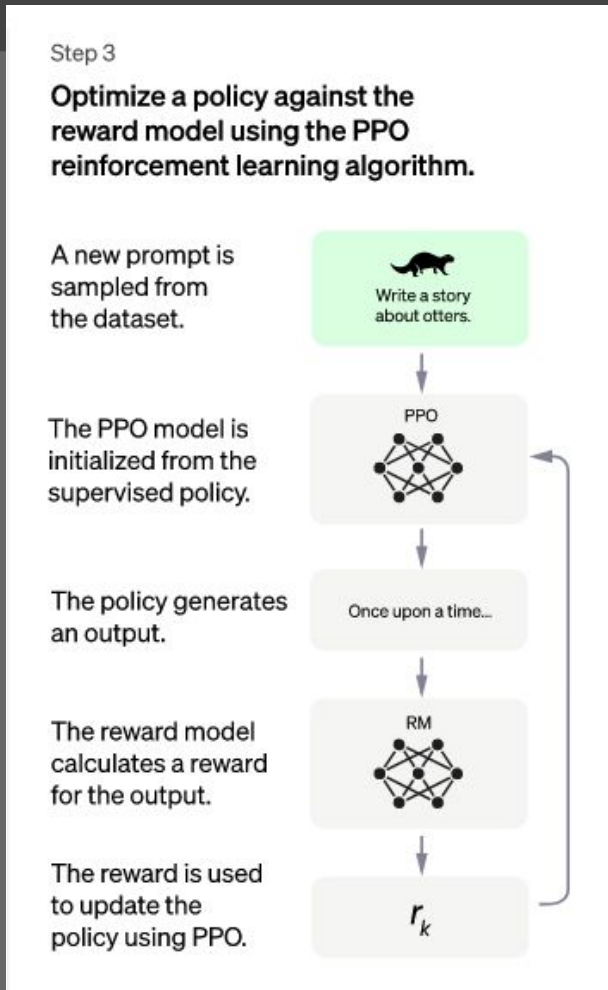 Step 3
Optimize a policy against the
reward model using the PPO
reinforcement learning algorithm.
A new prompt is
sampled from
the dataset.
Write a story
about otters.
The PPO model is
initialized from the
supervised policy.
PPO
The policy generates
an output.
Once upon a time...
The reward model
calculates a reward
for the output.
RM
The reward is used
to update the
policy using PPO.
rₖ